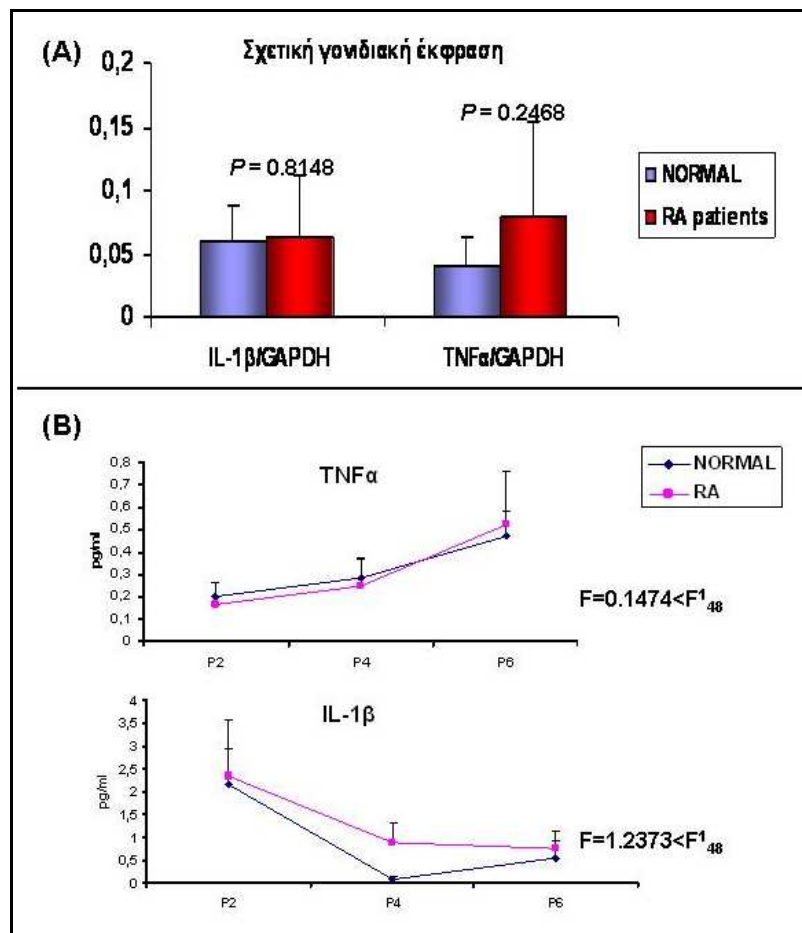 (A)
Σχετική γονιδιακή έκφραση
0,2
0,15
0,1
0,05
0
P = 0.8148
P = 0.2468
NORMAL
RA patients
IL-1β/GAPDH
TNFα/GAPDH
(B)
TNFα
NORMAL
RA
0,8
0,7
0,6
0,5
0,4
0,3
0,2
0,1
0
pg/ml
P2
P4
P6
F=0.1474<F¹₄₈
IL-1β
4
3,5
3
2,5
2
1,5
1
0,5
0
pg/ml
P2
P4
P6
F=1.2373<F¹₄₈